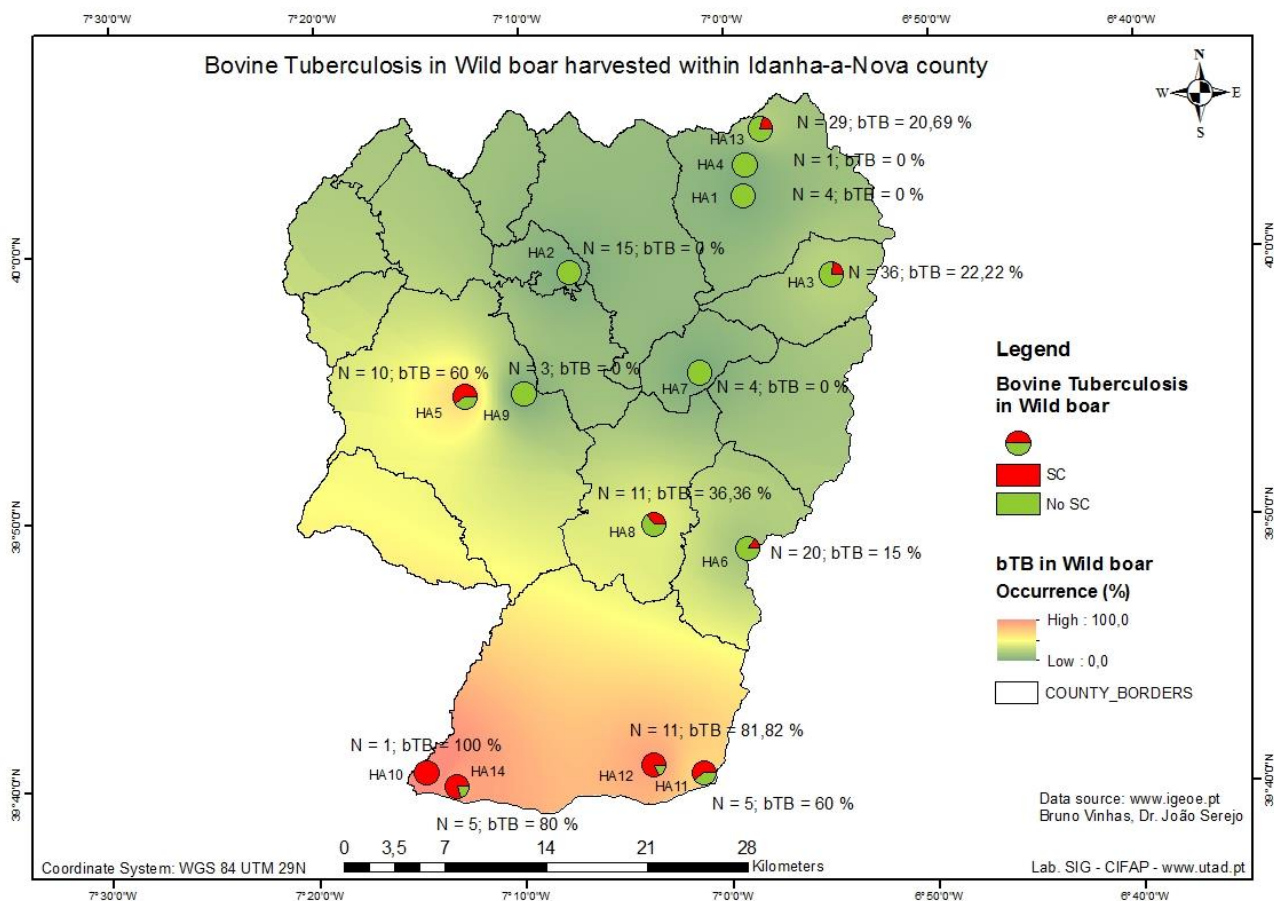 7°30'0"W 7°20'0"W 7°10'0"W 7°0'0"W 6°50'0"W 6°40'0"W
Bovine Tuberculosis in Wild boar harvested within Idanha-a-Nova county
N
W E
S
HA13 N = 29; bTB = 20,69 %
HA4 N = 1; bTB = 0 %
HA1 N = 4; bTB = 0 %
40°0'0"N 40°0'0"N
HA2 N = 15; bTB = 0 %
HA3 N = 36; bTB = 22,22 %
N = 10; bTB = 60 %
HA5
N = 3; bTB = 0 %
HA9
HA7 N = 4; bTB = 0 %
N = 11; bTB = 36,36 %
HA8
39°50'0"N 39°50'0"N
HA6 N = 20; bTB = 15 %
Legend
Bovine Tuberculosis
in Wild boar
SC
No SC
bTB in Wild boar
Occurrence (%)
High : 100,0
Low : 0,0
COUNTY_BORDERS
N = 1; bTB = 100 %
HA10
HA14
N = 5; bTB = 80 %
N = 11; bTB = 81,82 %
HA12
HA11
N = 5; bTB = 60 %
39°40'0"N 39°40'0"N
Data source: www.igeoe.pt
Bruno Vinhas, Dr. João Serejo
0 3,5 7 14 21 28
Kilometers
Coordinate System: WGS 84 UTM 29N
Lab. SIG - CIFAP - www.utad.pt
7°30'0"W 7°20'0"W 7°10'0"W 7°0'0"W 6°50'0"W 6°40'0"W